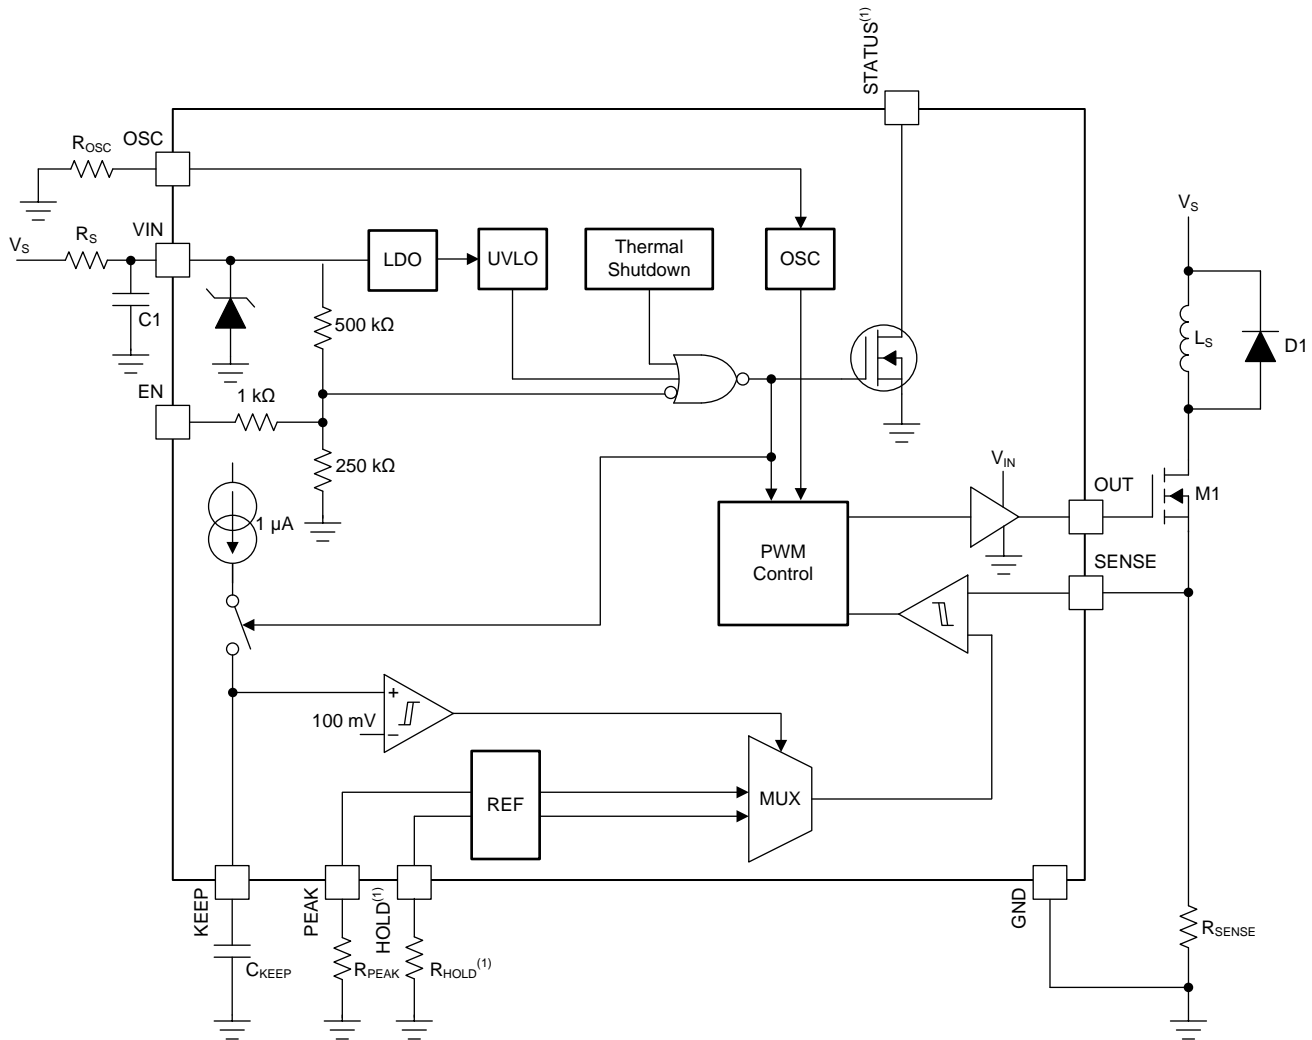 STATUS(1)
OSC
ROSC
VIN
VS
RS
C1
LDO
UVLO
Thermal
Shutdown
OSC
VS
LS
D1
500 kΩ
EN
1 kΩ
250 kΩ
1 µA
VIN
OUT
M1
PWM
Control
SENSE
100 mV
+
−
REF
MUX
KEEP
PEAK
HOLD(1)
GND
CKEEP
RPEAK
RHOLD(1)
RSENSE